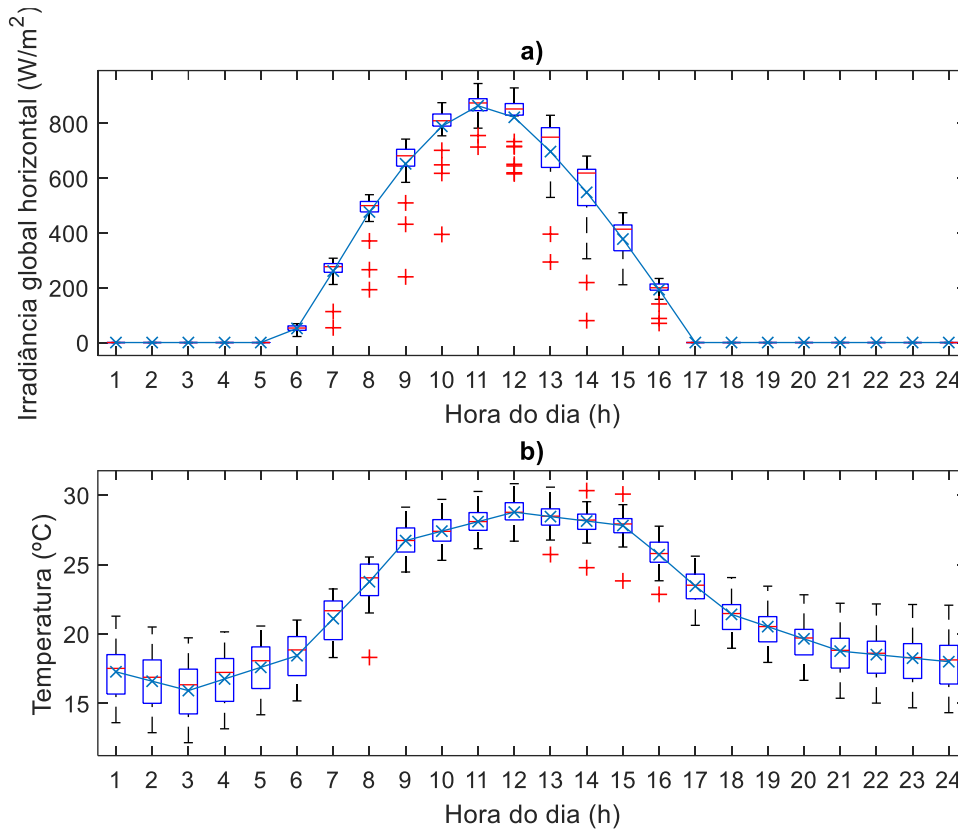 a)
Irradiância global horizontal (W/m²)
800
600
400
200
0
1 2 3 4 5 6 7 8 9 10 11 12 13 14 15 16 17 18 19 20 21 22 23 24
Hora do dia (h)
b)
Temperatura (ºC)
30
25
20
15
1 2 3 4 5 6 7 8 9 10 11 12 13 14 15 16 17 18 19 20 21 22 23 24
Hora do dia (h)